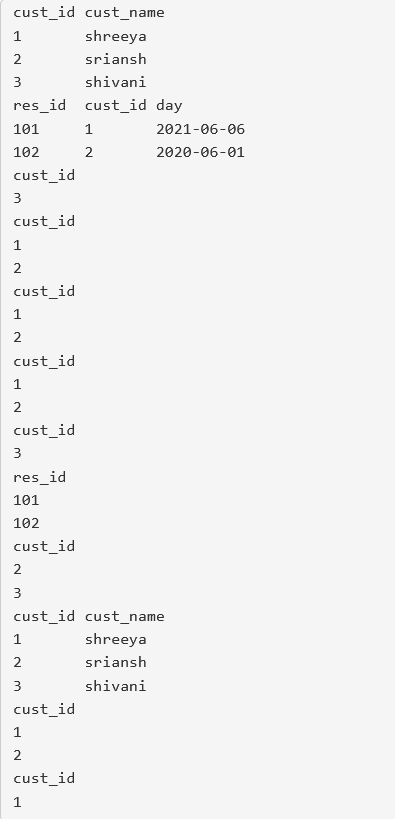 cust_id cust_name
1 shreeya
2 sriansh
3 shivani
res_id cust_id day
101 1 2021-06-06
102 2 2020-06-01
cust_id
3
cust_id
1
2
cust_id
1
2
cust_id
1
2
cust_id
3
res_id
101
102
cust_id
2
3
cust_id cust_name
1 shreeya
2 sriansh
3 shivani
cust_id
1
2
cust_id
1